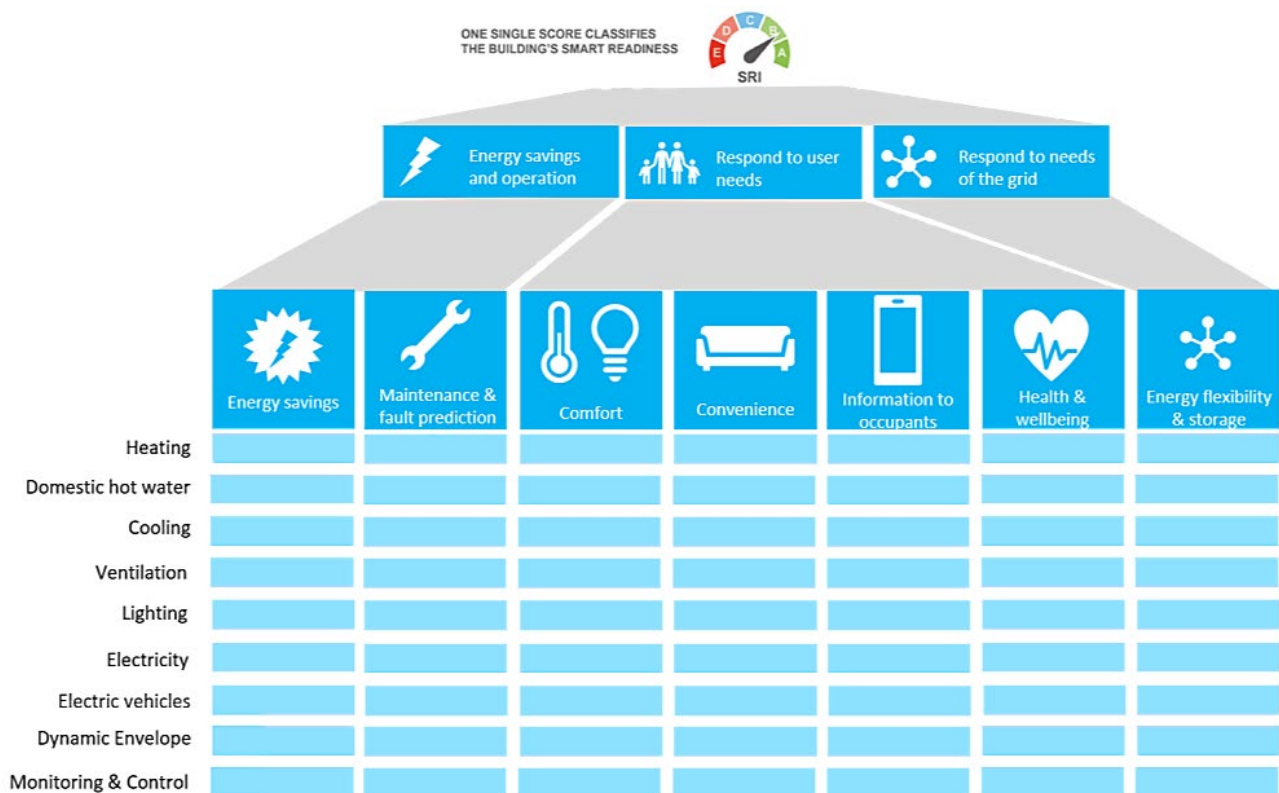 ONE SINGLE SCORE CLASSIFIES
THE BUILDING'S SMART READINESS
E D C B A
SRI
Energy savings
and operation
Respond to user
needs
Respond to needs
of the grid
Energy savings
Maintenance &
fault prediction
Comfort
Convenience
Information to
occupants
Health &
wellbeing
Energy flexibility
& storage
Heating
Domestic hot water
Cooling
Ventilation
Lighting
Electricity
Electric vehicles
Dynamic Envelope
Monitoring & Control